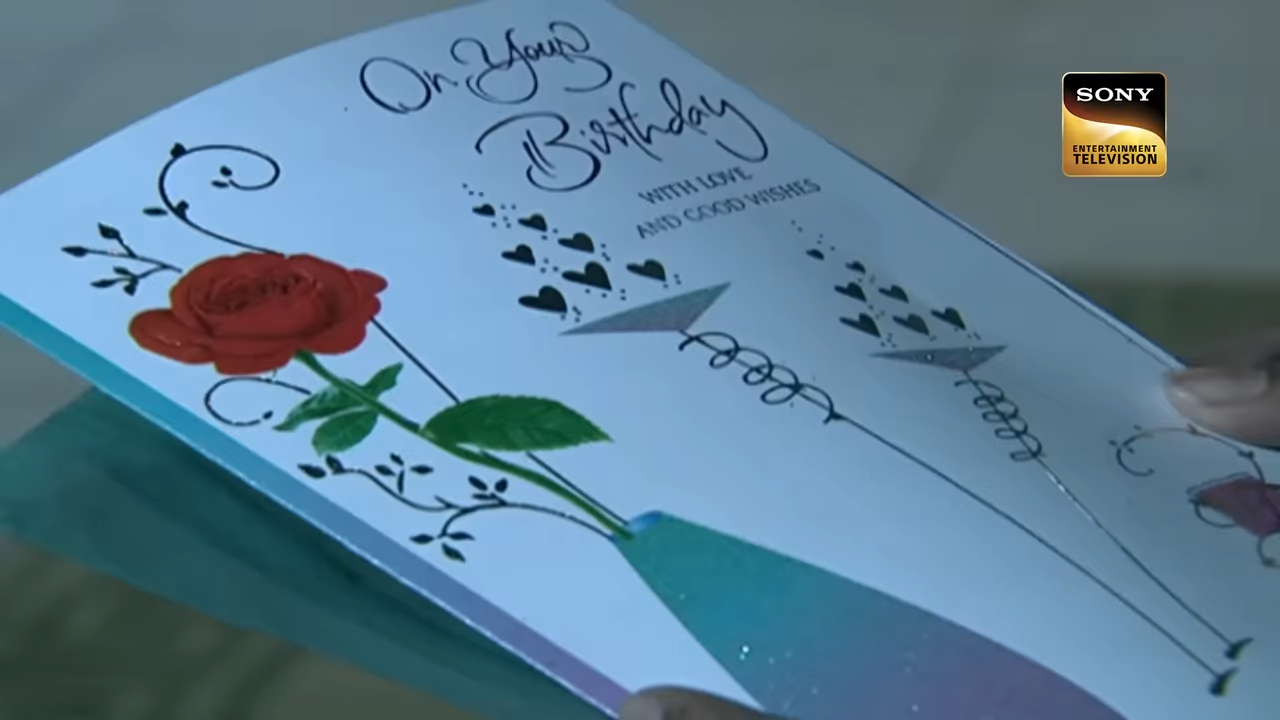 On Your
Birthday
WITH LOVE
AND GOOD WISHES
SONY
ENTERTAINMENT
TELEVISION